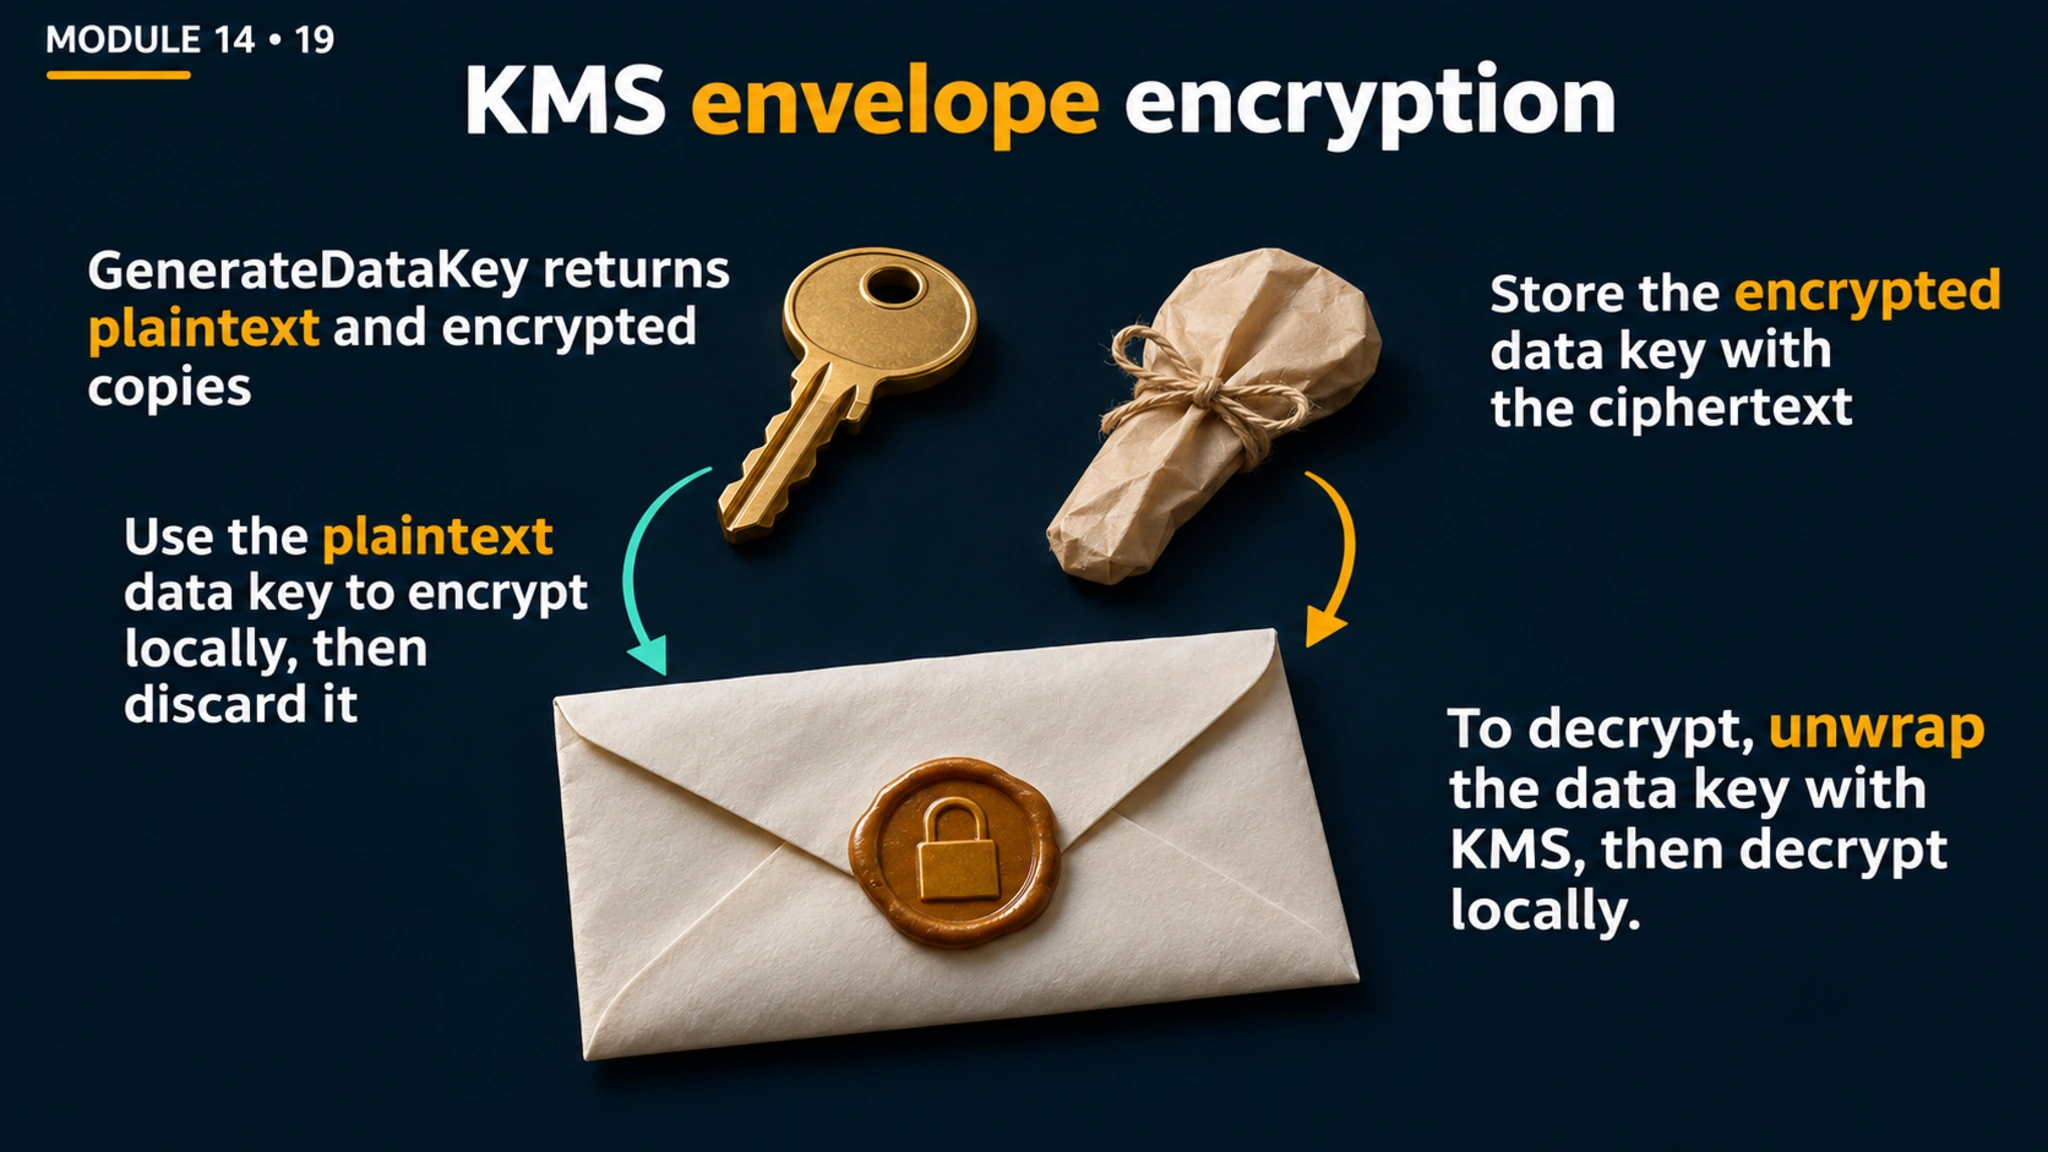 MODULE 14 • 19
KMS envelope encryption
GenerateDataKey returns
plaintext and encrypted
copies
Store the encrypted
data key with
the ciphertext
Use the plaintext
data key to encrypt
locally, then
discard it
To decrypt, unwrap
the data key with
KMS, then decrypt
locally.